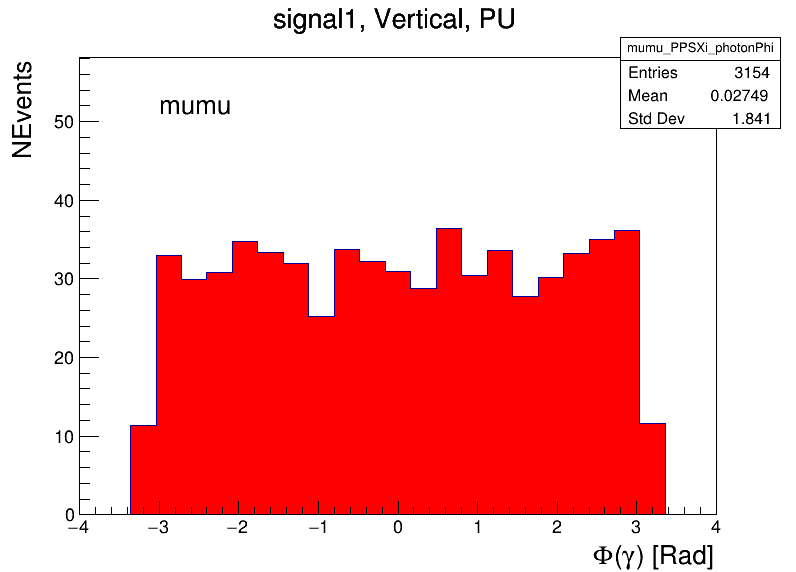 signal1, Vertical, PU
mumu_PPSXi_photonPhi
Entries 3154
Mean 0.02749
Std Dev 1.841
NEvents
mumu
50
40
30
20
10
0
−4 −3 −2 −1 0 1 2 3 4
Φ(γ) [Rad]